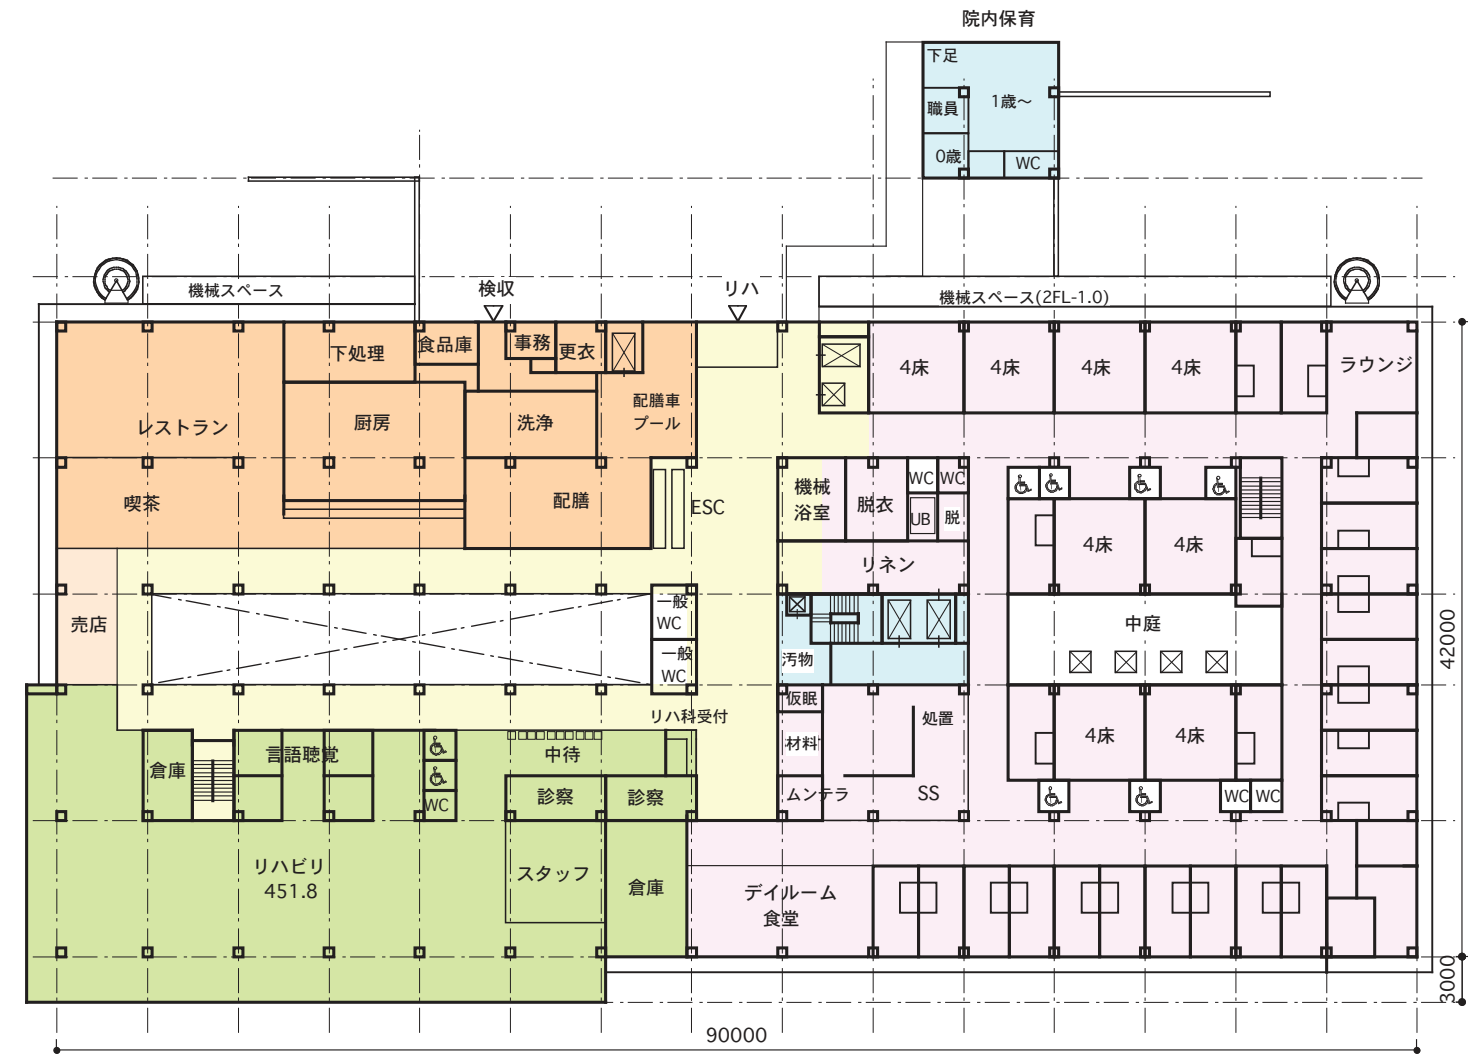 院内保育
下足
1歳～
職員
0歳
WC
機械スペース
検収
リハ
機械スペース(2FL-1.0)
下処理
食品庫
事務
更衣
4床
4床
4床
4床
ラウンジ
レストラン
厨房
洗浄
配膳車
プール
喫茶
配膳
ESC
機械
浴室
脱衣
WC
WC
UB
脱
4床
4床
リネン
売店
一般
WC
一般
WC
汚物
中庭
42000
リハ科受付
仮眠
処置
材料
4床
4床
倉庫
言語聴覚
中待
WC
診察
診察
ムンテラ
SS
WC
WC
リハビリ
451.8
スタッフ
倉庫
デイルーム
食堂
3000
90000